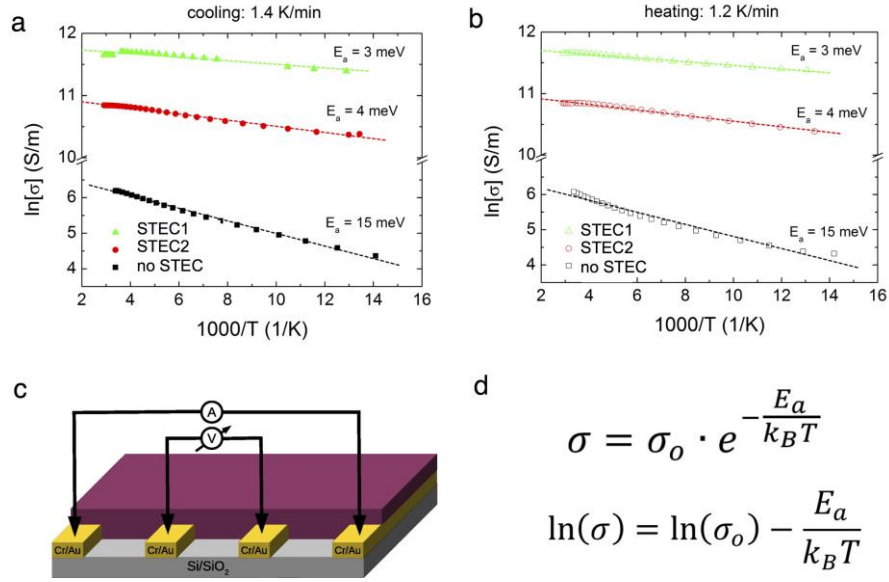 a
cooling: 1.4 K/min
12
11
10
6
5
4
ln[σ] (S/m)
E_a = 3 meV
E_a = 4 meV
E_a = 15 meV
STEC1
STEC2
no STEC
2 4 6 8 10 12 14 16
1000/T (1/K)
b
heating: 1.2 K/min
12
11
10
6
5
4
ln[σ] (S/m)
E_a = 3 meV
E_a = 4 meV
E_a = 15 meV
STEC1
STEC2
no STEC
2 4 6 8 10 12 14 16
1000/T (1/K)
c
A
V
Cr/Au Cr/Au Cr/Au Cr/Au
Si/SiO₂
d
σ = σ_o · e^{-E_a/(k_B T)}
ln(σ) = ln(σ_o) − E_a/(k_B T)